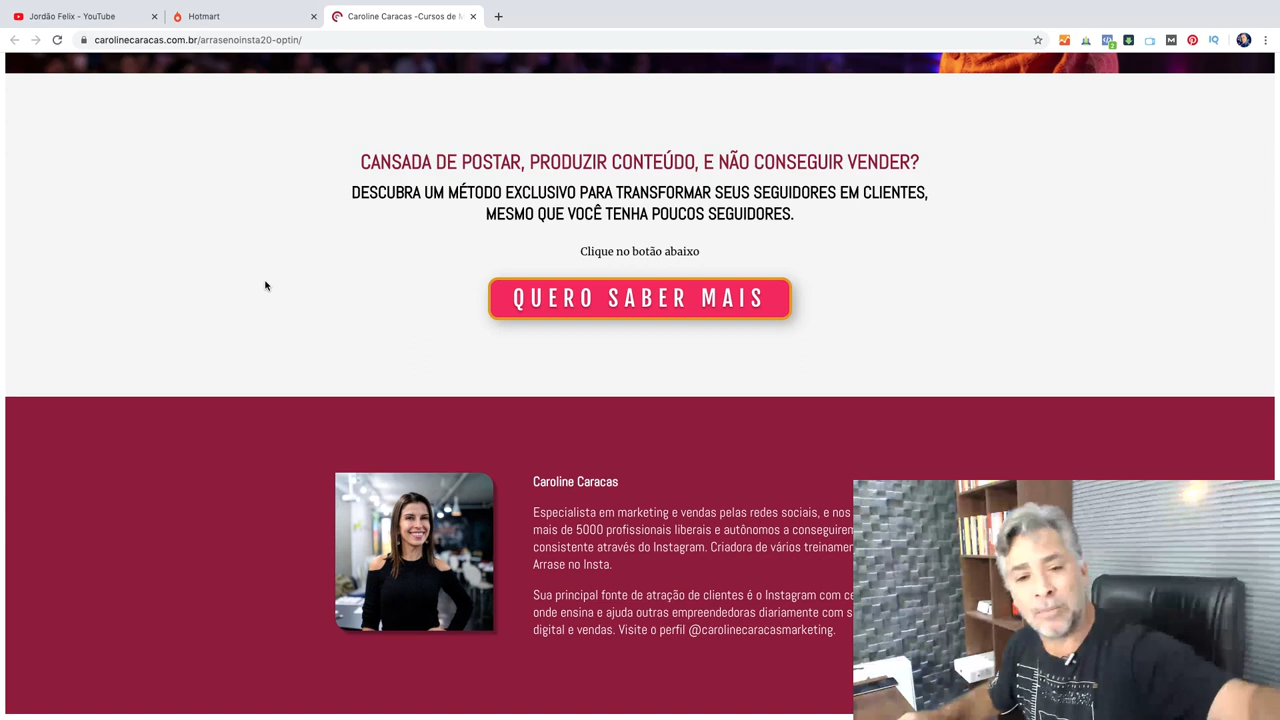 Jordão Felix - YouTube
Hotmart
Caroline Caracas -Cursos de M
carolinecaracas.com.br/arrasenoinsta20-optin/
CANSADA DE POSTAR, PRODUZIR CONTEÚDO, E NÃO CONSEGUIR VENDER?
DESCUBRA UM MÉTODO EXCLUSIVO PARA TRANSFORMAR SEUS SEGUIDORES EM CLIENTES,
MESMO QUE VOCÊ TENHA POUCOS SEGUIDORES.
Clique no botão abaixo
QUERO SABER MAIS
Caroline Caracas
Especialista em marketing e vendas pelas redes sociais, e nos
mais de 5000 profissionais liberais e autônomos a conseguirem
consistente através do Instagram. Criadora de vários treinamen
Arrase no Insta.
Sua principal fonte de atração de clientes é o Instagram com ce
onde ensina e ajuda outras empreendedoras diariamente com s
digital e vendas. Visite o perfil @carolinecaracasmarketing.